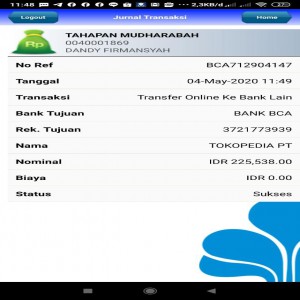 11:48 2,3KB/d
Logout Jurnal Transaksi Home
Rp TAHAPAN MUDHARABAH
0040001869
DANDY FIRMANSYAH
No Ref BCA712904147
Tanggal 04-May-2020 11:49
Transaksi Transfer Online Ke Bank Lain
Bank Tujuan BANK BCA
Rek. Tujuan 3721773939
Nama TOKOPEDIA PT
Nominal IDR 225,538.00
Biaya IDR 0.00
Status Sukses